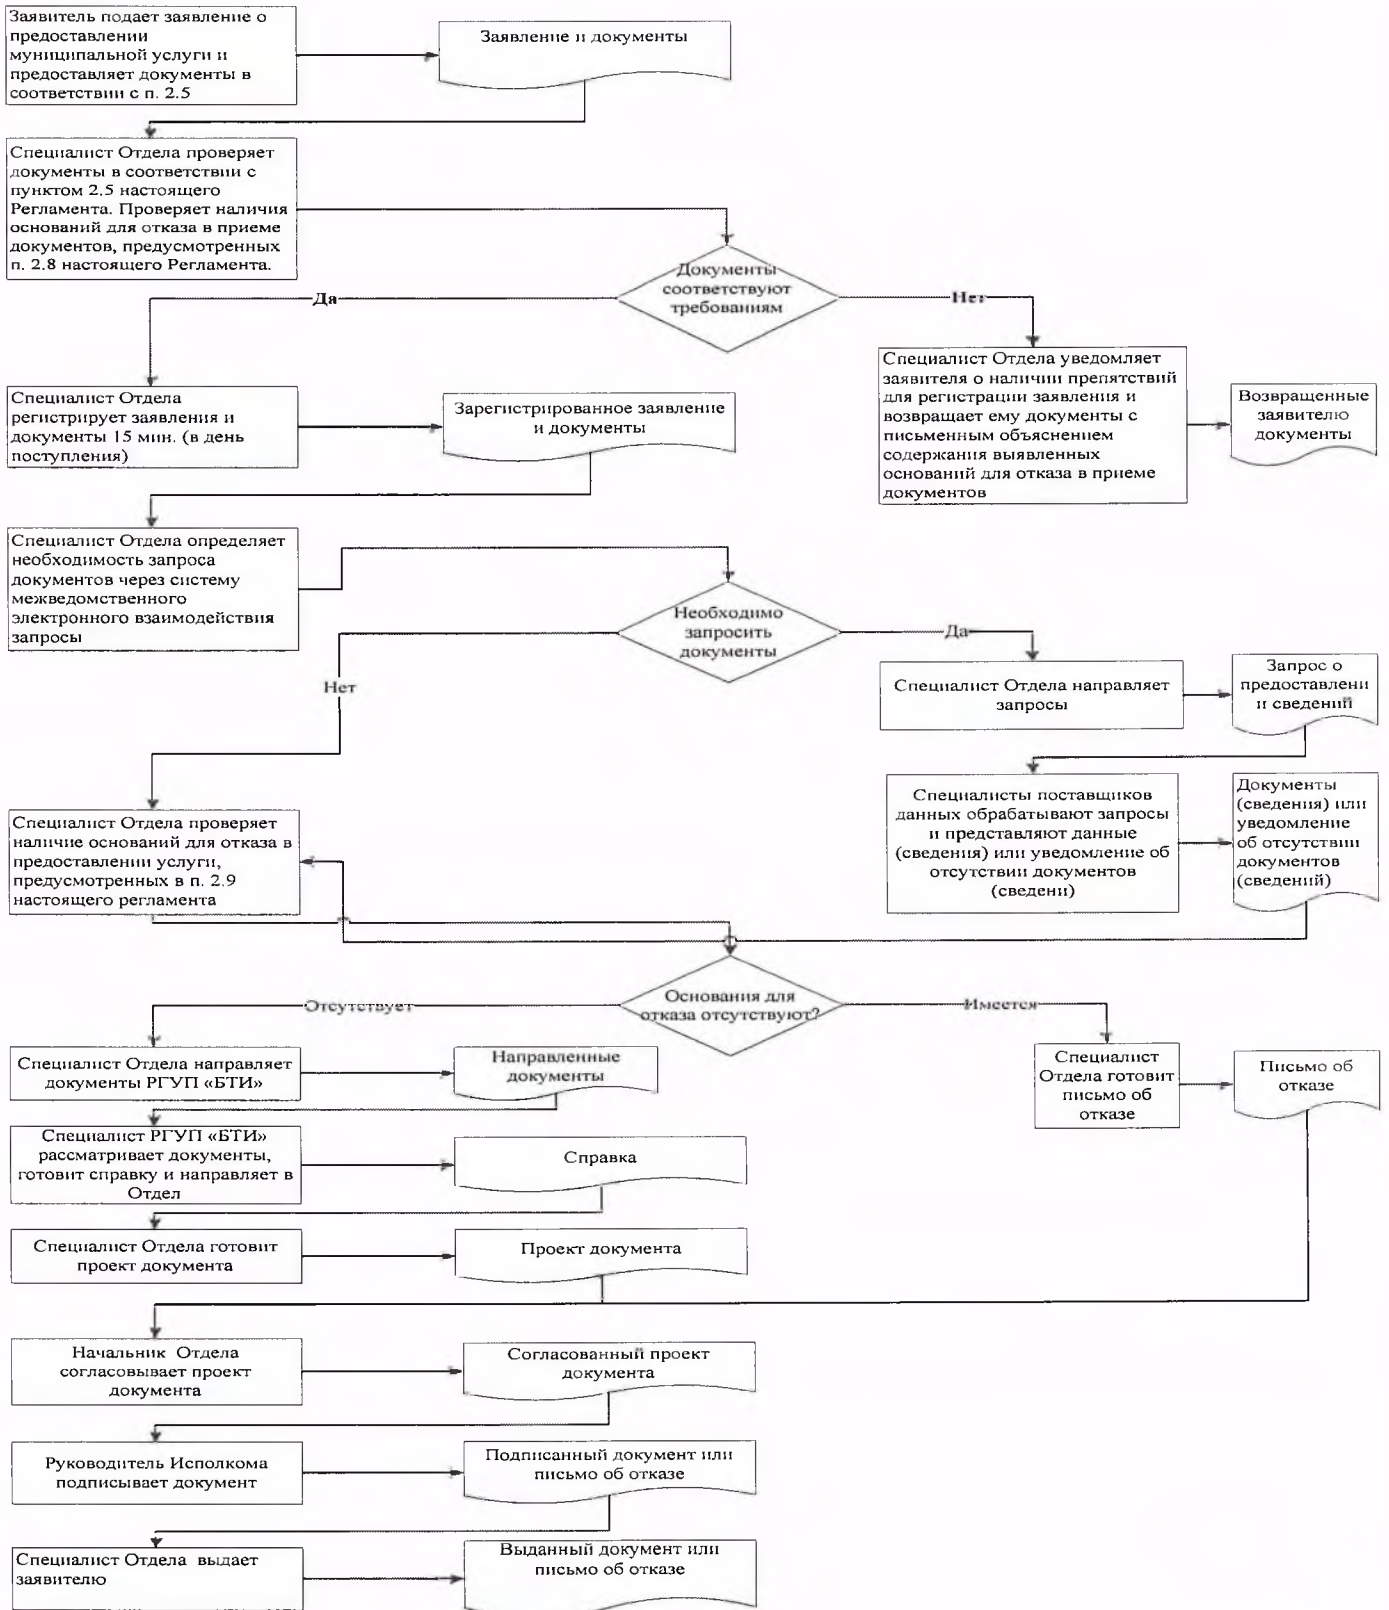 Заявитель подает заявление о
предоставлении
муниципальной услуги и
предоставляет документы в
соответствии с п. 2.5
Заявление и документы
Специалист Отдела проверяет
документы в соответствии с
пунктом 2.5 настоящего
Регламента. Проверяет наличия
оснований для отказа в приеме
документов, предусмотренных
п. 2.8 настоящего Регламента.
Документы
соответствуют
требованиям
Да
Нет
Специалист Отдела
регистрирует заявления и
документы 15 мин. (в день
поступления)
Зарегистрированное заявление
и документы
Специалист Отдела уведомляет
заявителя о наличии препятствий
для регистрации заявления и
возвращает ему документы с
письменным объяснением
содержания выявленных
оснований для отказа в приеме
документов
Возвращенные
заявителю
документы
Специалист Отдела определяет
необходимость запроса
документов через систему
межведомственного
электронного взаимодействия
запросы
Необходимо
запросить
документы
Да
Нет
Специалист Отдела направляет
запросы
Запрос о
предоставлени
и сведений
Специалисты поставщиков
данных обрабатывают запросы
и представляют данные
(сведения) или уведомление об
отсутствии документов
(сведени)
Документы
(сведения) или
уведомление
об отсутствии
документов
(сведений)
Специалист Отдела проверяет
наличие оснований для отказа в
предоставлении услуги,
предусмотренных в п. 2.9
настоящего регламента
Основания для
отказа отсутствуют?
Отсутствует
Имеется
Специалист Отдела направляет
документы РГУП «БТИ»
Направленные
документы
Специалист
Отдела готовит
письмо об
отказе
Письмо об
отказе
Специалист РГУП «БТИ»
рассматривает документы,
готовит справку и направляет в
Отдел
Справка
Специалист Отдела готовит
проект документа
Проект документа
Начальник Отдела
согласовывает проект
документа
Согласованный проект
документа
Руководитель Исполкома
подписывает документ
Подписанный документ или
письмо об отказе
Специалист Отдела выдает
заявителю
Выданный документ или
письмо об отказе